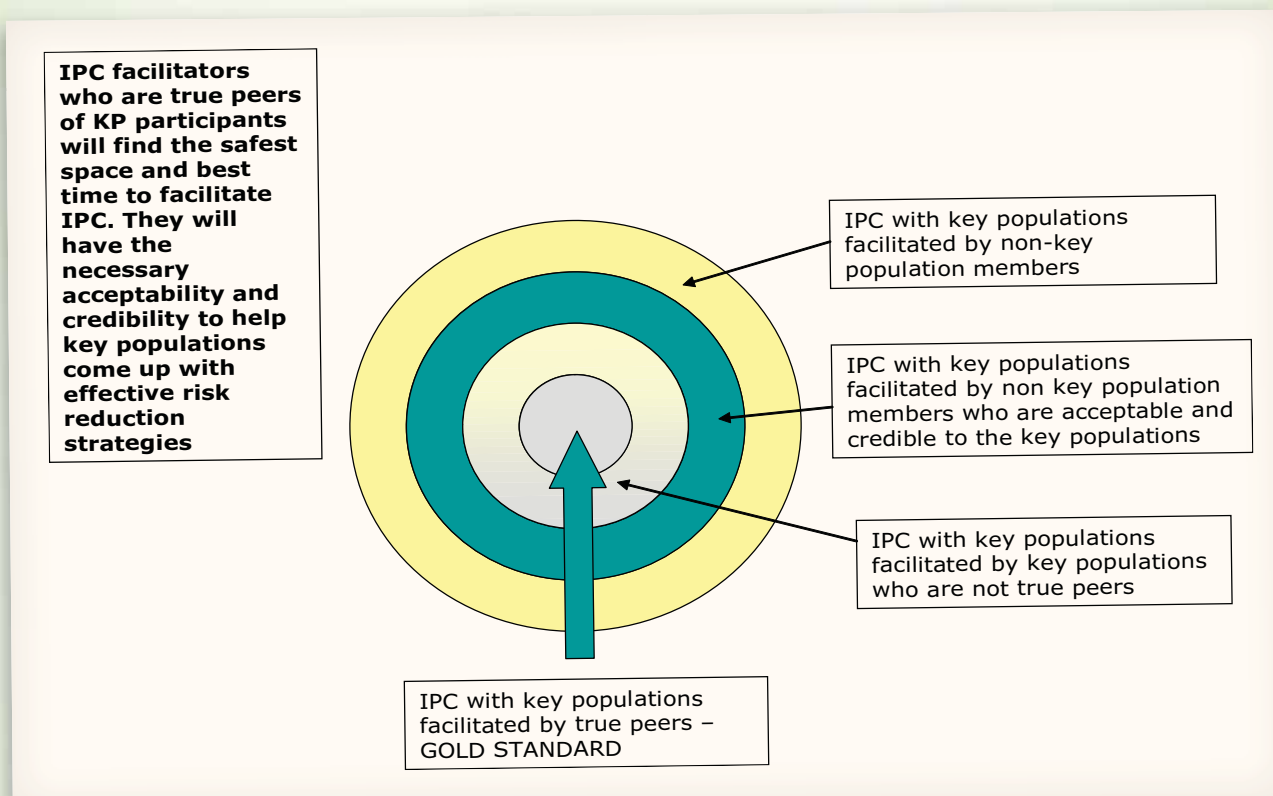 IPC facilitators
who are true peers
of KP participants
will find the safest
space and best
time to facilitate
IPC. They will
have the
necessary
acceptability and
credibility to help
key populations
come up with
effective risk
reduction
strategies
IPC with key populations
facilitated by non-key
population members
IPC with key populations
facilitated by non key population
members who are acceptable and
credible to the key populations
IPC with key populations
facilitated by key populations
who are not true peers
IPC with key populations
facilitated by true peers –
GOLD STANDARD